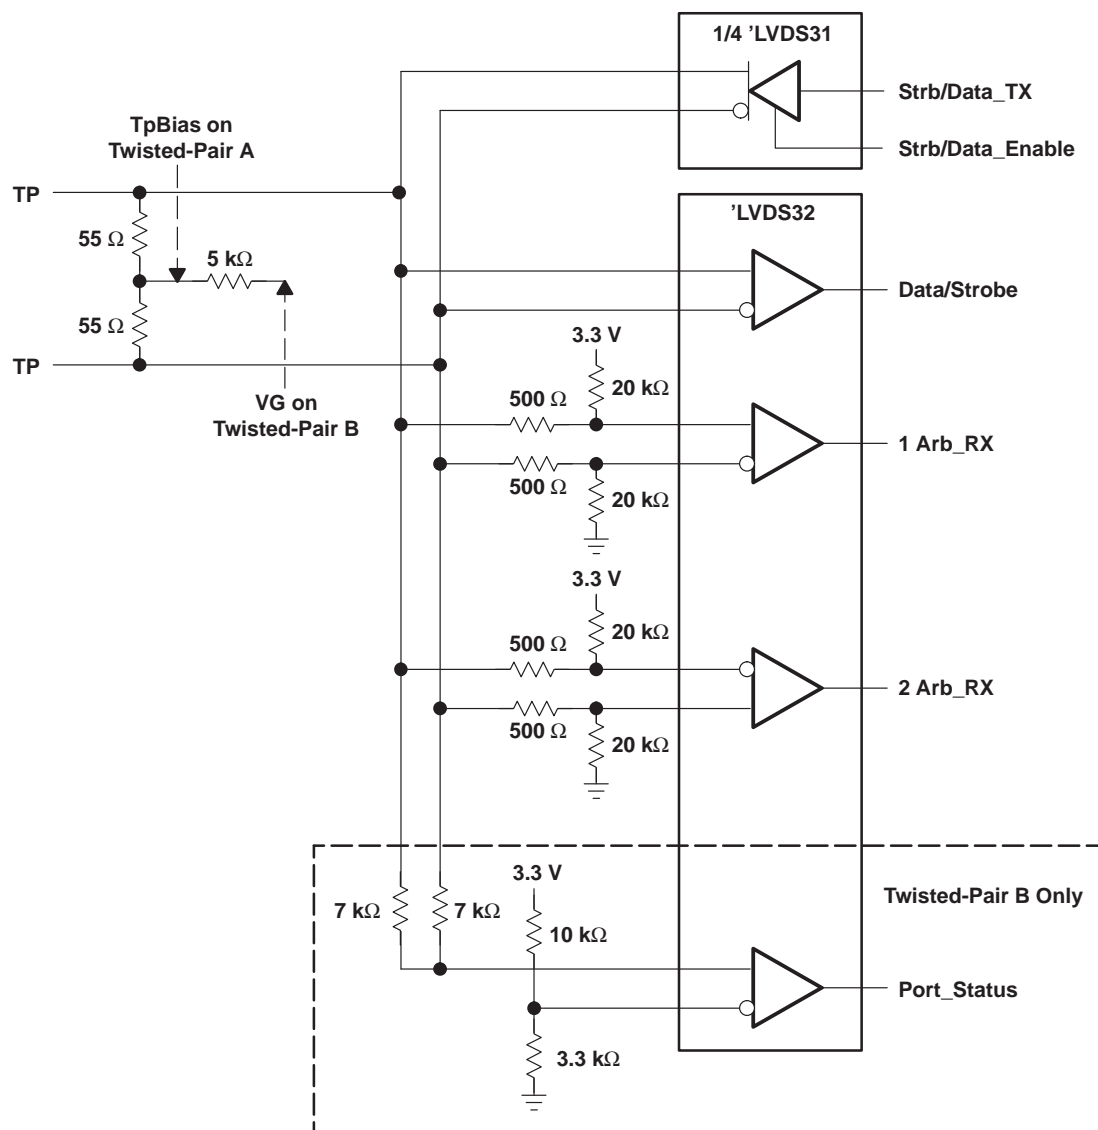 1/4 ’LVDS31
Strb/Data_TX
Strb/Data_Enable
TpBias on
Twisted-Pair A
TP
55 Ω
5 kΩ
55 Ω
TP
VG on
Twisted-Pair B
’LVDS32
Data/Strobe
3.3 V
20 kΩ
500 Ω
1 Arb_RX
500 Ω
20 kΩ
3.3 V
20 kΩ
500 Ω
2 Arb_RX
500 Ω
20 kΩ
3.3 V
Twisted-Pair B Only
7 kΩ
7 kΩ
10 kΩ
Port_Status
3.3 kΩ